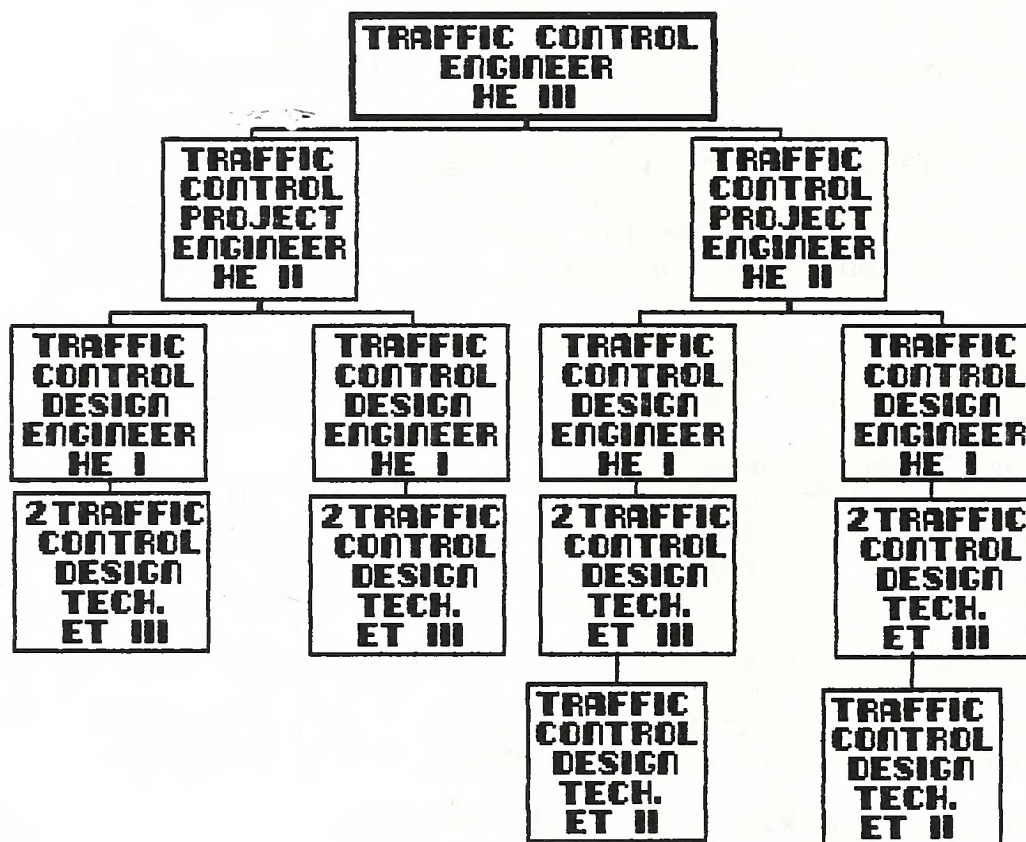 TRAFFIC CONTROL
ENGINEER
HE III
TRAFFIC
CONTROL
PROJECT
ENGINEER
HE II
TRAFFIC
CONTROL
PROJECT
ENGINEER
HE II
TRAFFIC
CONTROL
DESIGN
ENGINEER
HE I
TRAFFIC
CONTROL
DESIGN
ENGINEER
HE I
TRAFFIC
CONTROL
DESIGN
ENGINEER
HE I
TRAFFIC
CONTROL
DESIGN
ENGINEER
HE I
2 TRAFFIC
CONTROL
DESIGN
TECH.
ET III
2 TRAFFIC
CONTROL
DESIGN
TECH.
ET III
2 TRAFFIC
CONTROL
DESIGN
TECH.
ET III
2 TRAFFIC
CONTROL
DESIGN
TECH.
ET III
TRAFFIC
CONTROL
DESIGN
TECH.
ET II
TRAFFIC
CONTROL
DESIGN
TECH.
ET II